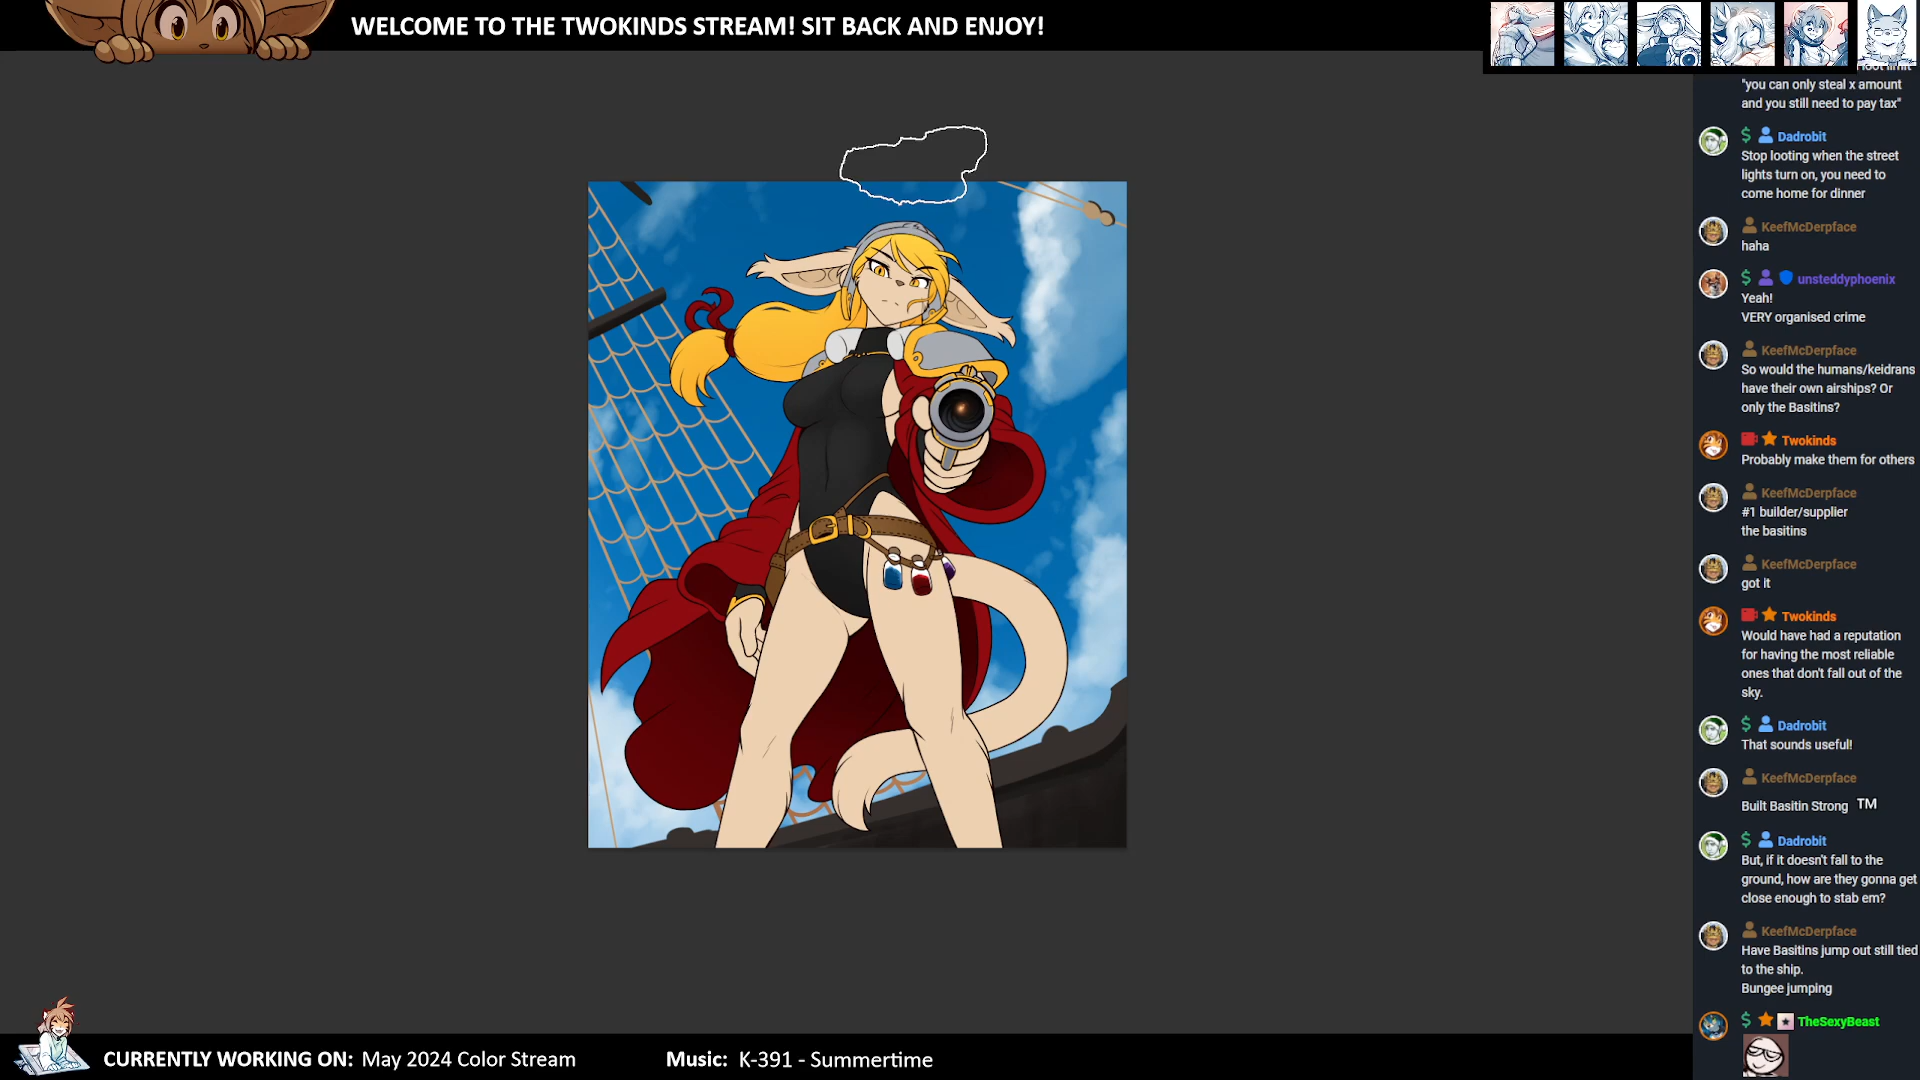 WELCOME TO THE TWOKINDS STREAM! SIT BACK AND ENJOY!
"you can only steal x amount
and you still need to pay tax"
Dadrobit
Stop looting when the street
lights turn on, you need to
come home for dinner
KeefMcDerpface
haha
unsteddyphoenix
Yeah!
VERY organised crime
KeefMcDerpface
So would the humans/keidrans
have their own airships? Or
only the Basitins?
Twokinds
Probably make them for others
KeefMcDerpface
#1 builder/supplier
the basitins
KeefMcDerpface
got it
Twokinds
Would have had a reputation
for having the most reliable
ones that don't fall out of the
sky.
Dadrobit
That sounds useful!
KeefMcDerpface
Built Basitin Strong ™
Dadrobit
But, if it doesn't fall to the
ground, how are they gonna get
close enough to stab em?
KeefMcDerpface
Have Basitins jump out still tied
to the ship.
Bungee jumping
TheSexyBeast
CURRENTLY WORKING ON: May 2024 Color Stream
Music: K-391 - Summertime